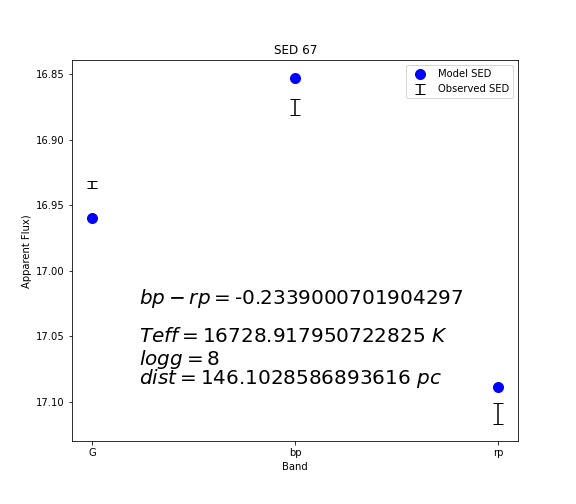 SED 67
Model SED
Observed SED
16.85
16.90
16.95
17.00
17.05
17.10
Apparent Flux)
bp − rp = -0.2339000701904297
Teff = 16728.917950722825 K
logg = 8
dist = 146.1028586893616 pc
G
bp
rp
Band